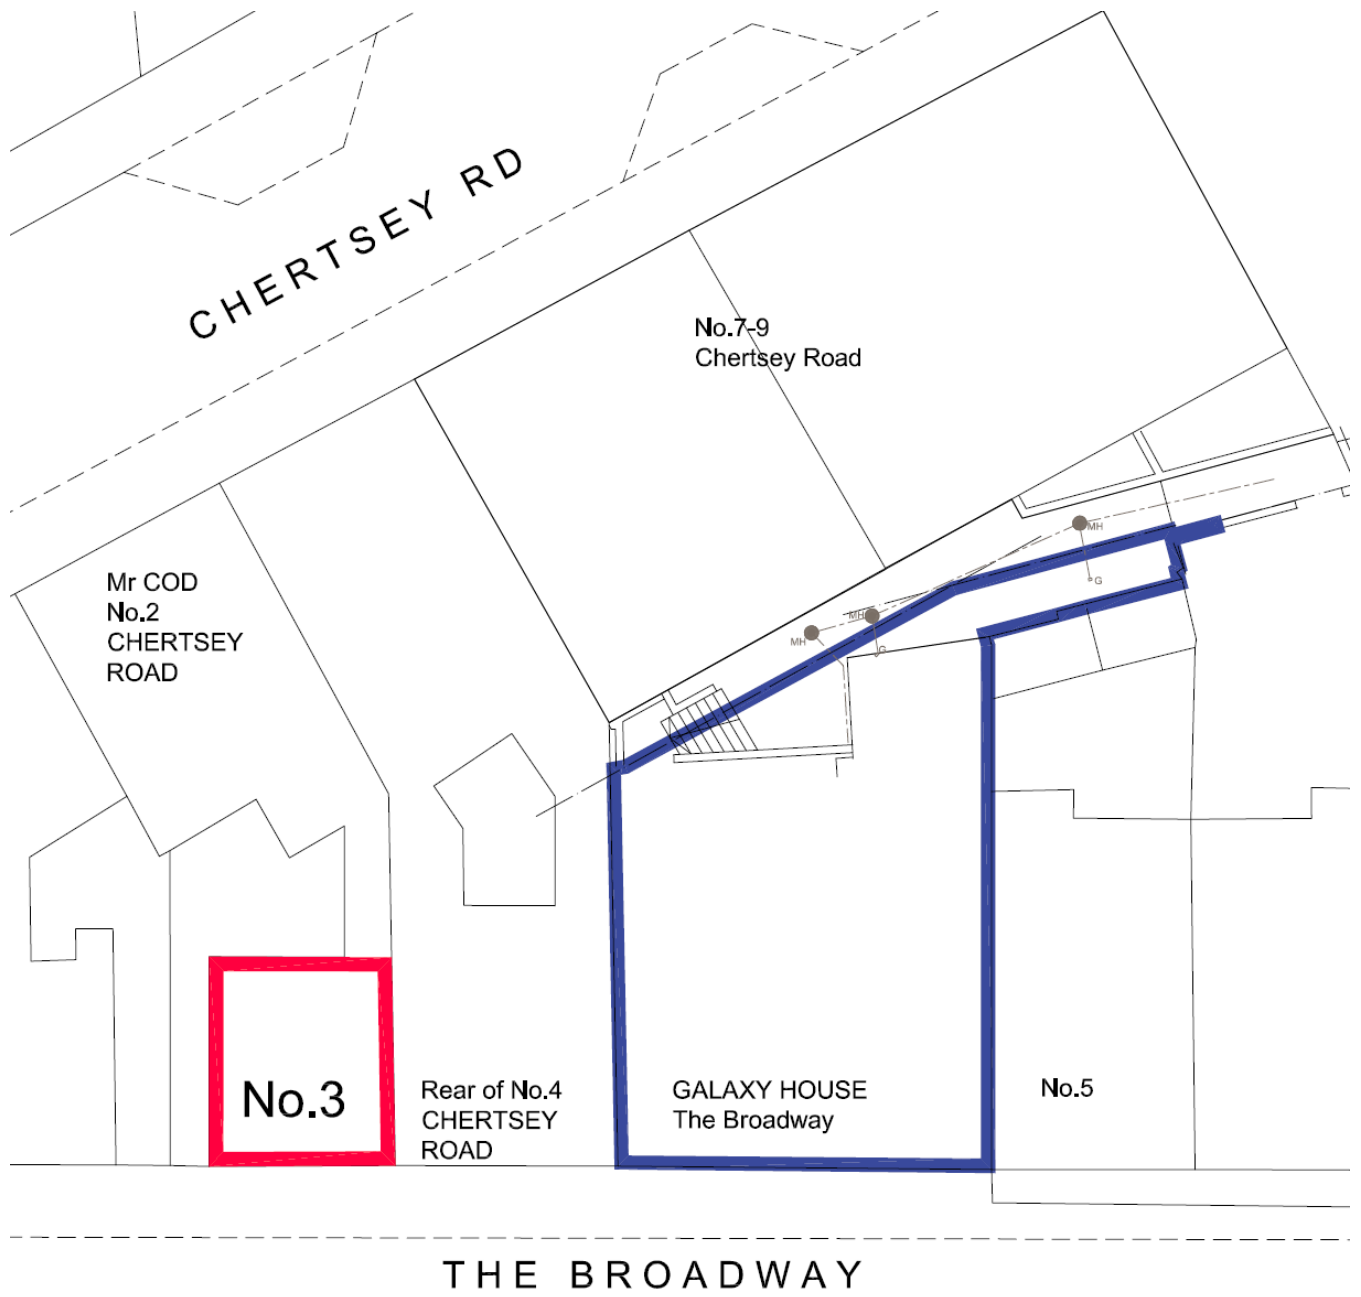 CHERTSEY RD
No.7-9
Chertsey Road
MH
G
MH
G
MH
Mr COD
No.2
CHERTSEY
ROAD
No.3
Rear of No.4
CHERTSEY
ROAD
GALAXY HOUSE
The Broadway
No.5
THE BROADWAY